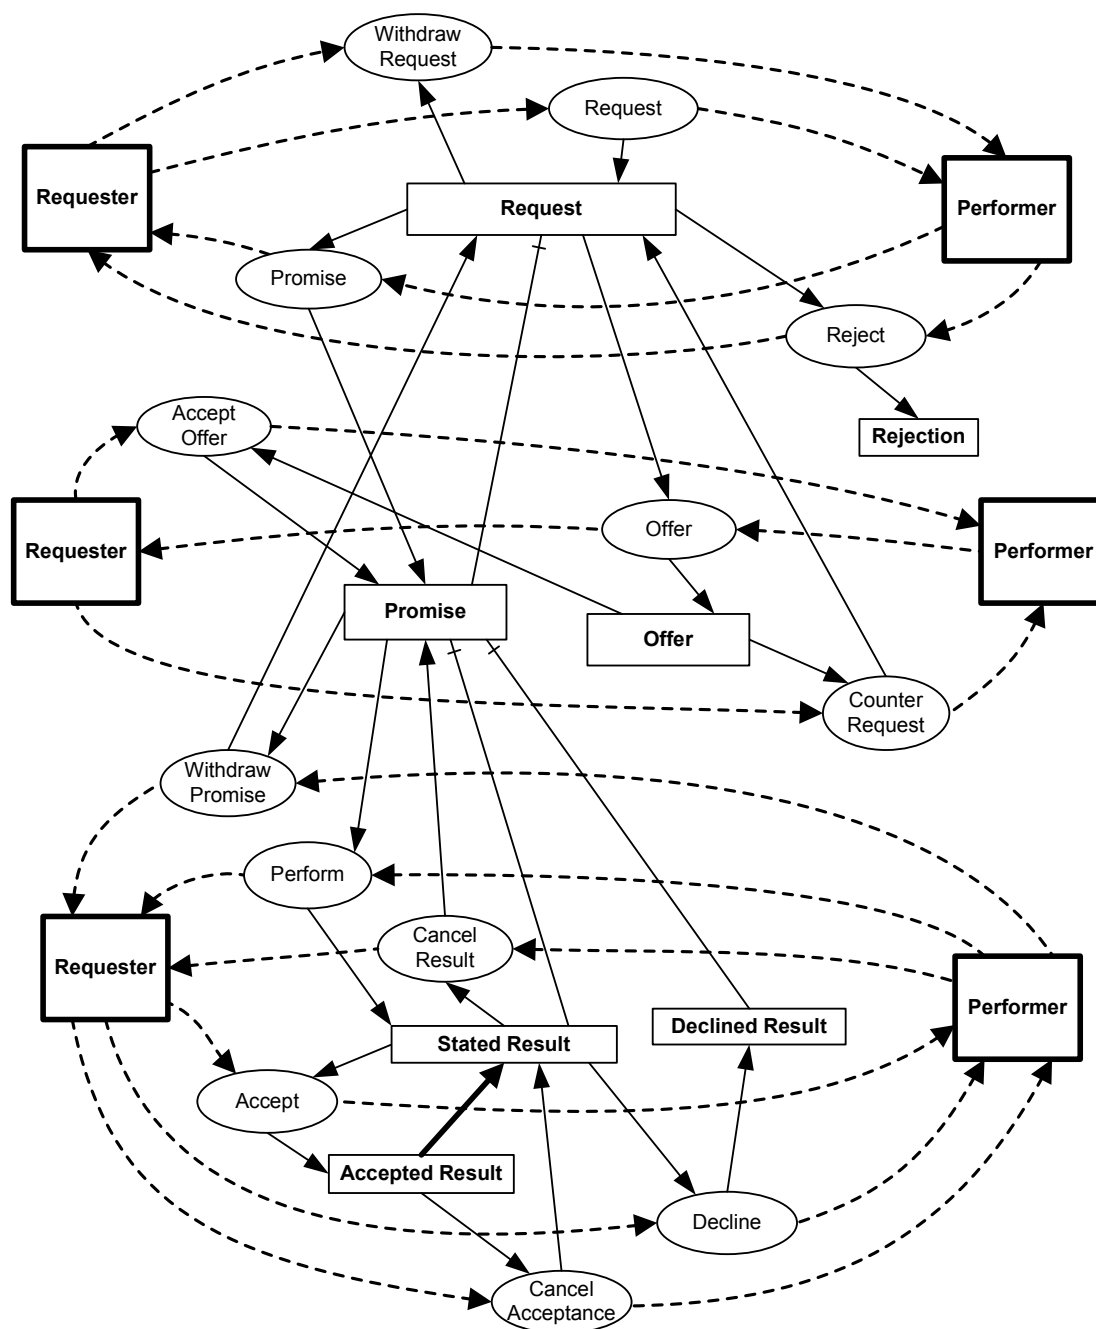 Withdraw
Request
Request
Requester
Request
Performer
Promise
Reject
Accept
Offer
Rejection
Offer
Requester
Performer
Promise
Offer
Counter
Request
Withdraw
Promise
Perform
Cancel
Result
Requester
Performer
Declined Result
Stated Result
Accept
Accepted Result
Decline
Cancel
Acceptance